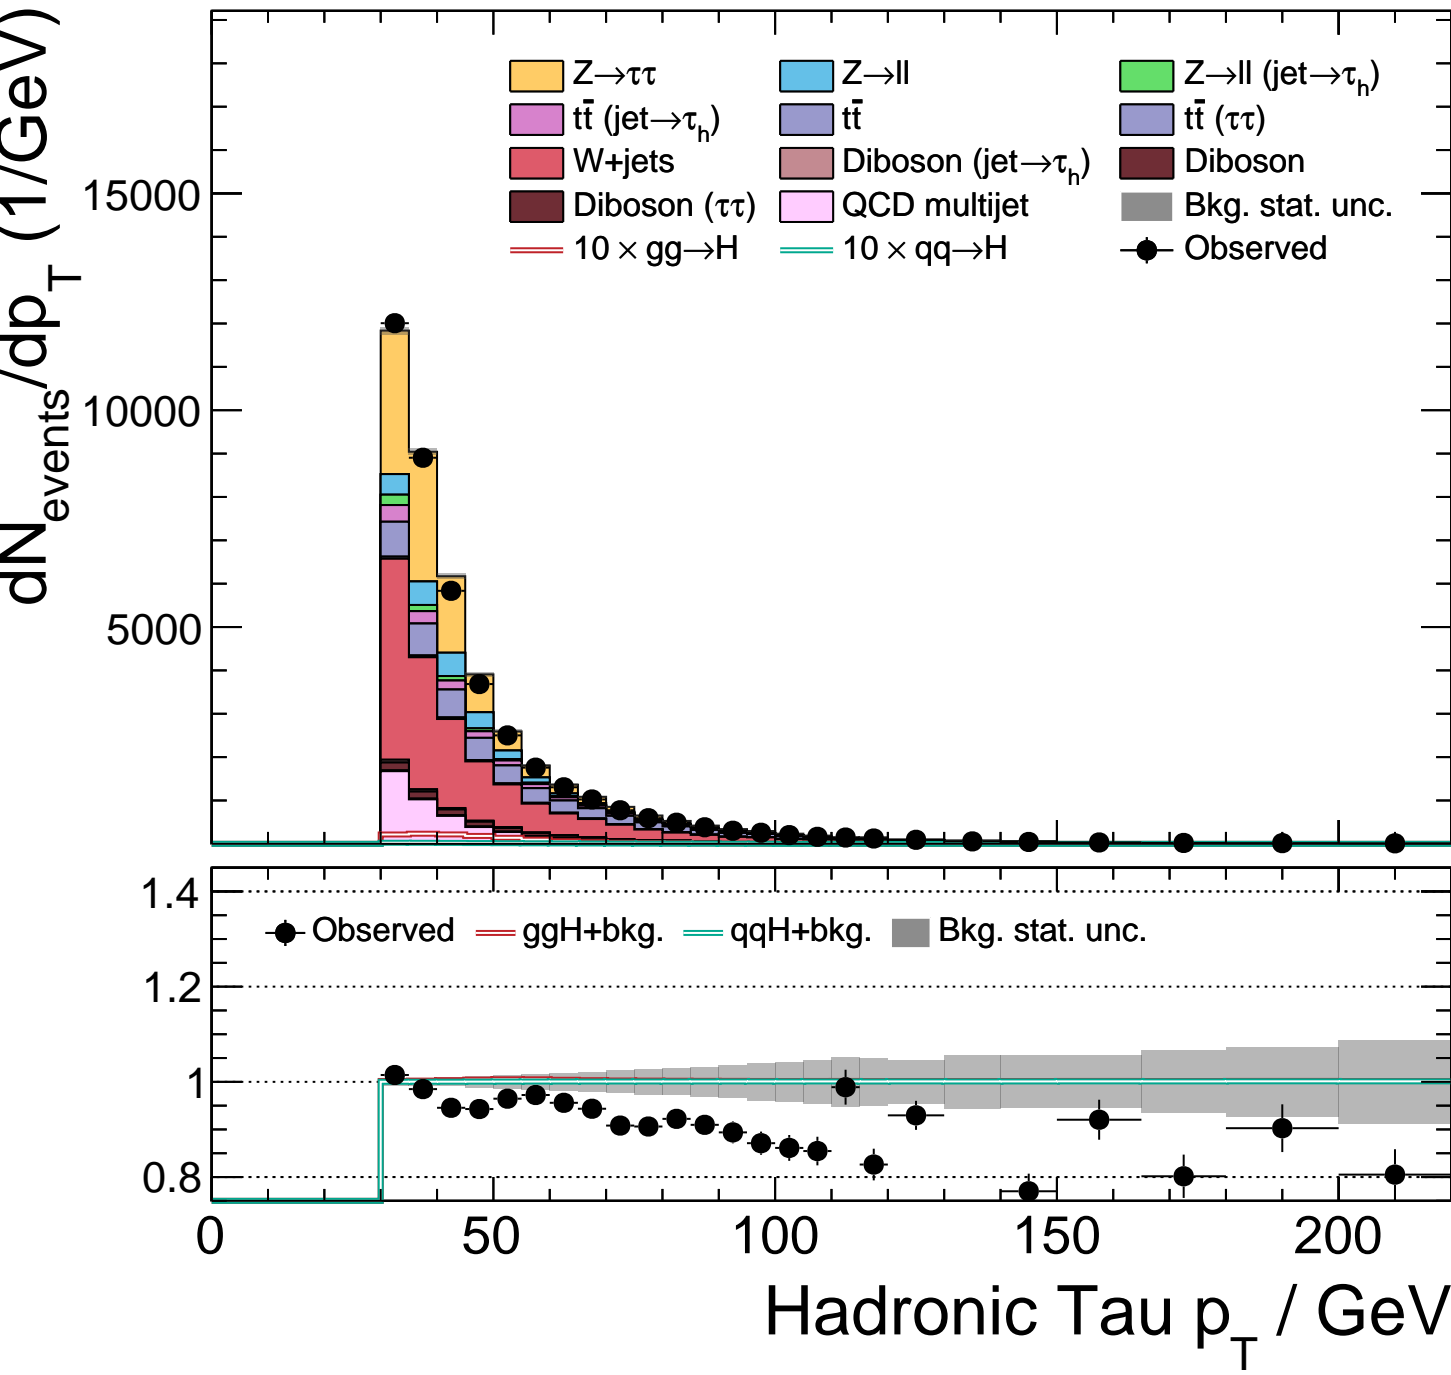 dN_events/dp_T (1/GeV)
Z→ττ Z→ll Z→ll (jet→τ_h)
tt̄ (jet→τ_h) tt̄ tt̄ (ττ)
W+jets Diboson (jet→τ_h) Diboson
Diboson (ττ) QCD multijet Bkg. stat. unc.
10 × gg→H 10 × qq→H Observed
15000
10000
5000
1.4
Observed ggH+bkg. qqH+bkg. Bkg. stat. unc.
1.2
1
0.8
0 50 100 150 200
Hadronic Tau p_T / GeV